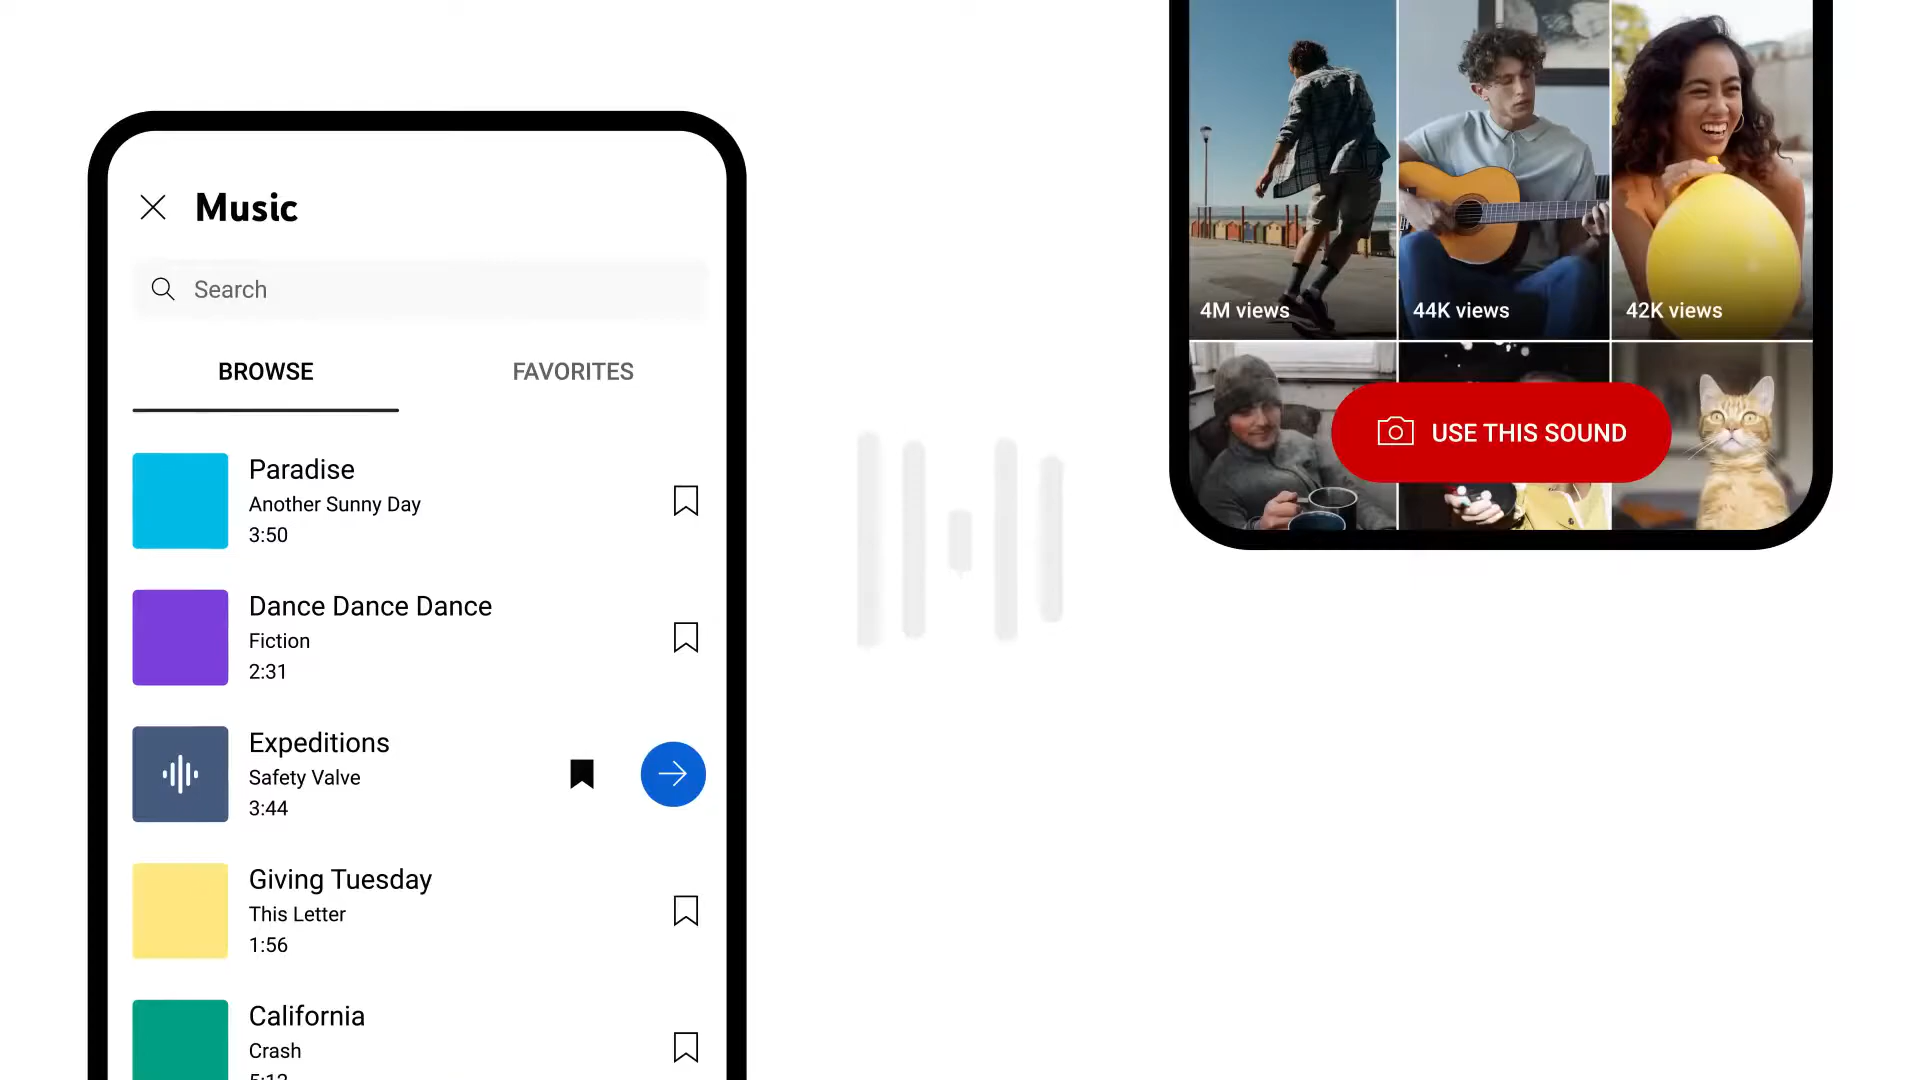 Music
Search
BROWSE
FAVORITES
Paradise
Another Sunny Day
3:50
Dance Dance Dance
Fiction
2:31
Expeditions
Safety Valve
3:44
Giving Tuesday
This Letter
1:56
California
Crash
4M views
44K views
42K views
USE THIS SOUND